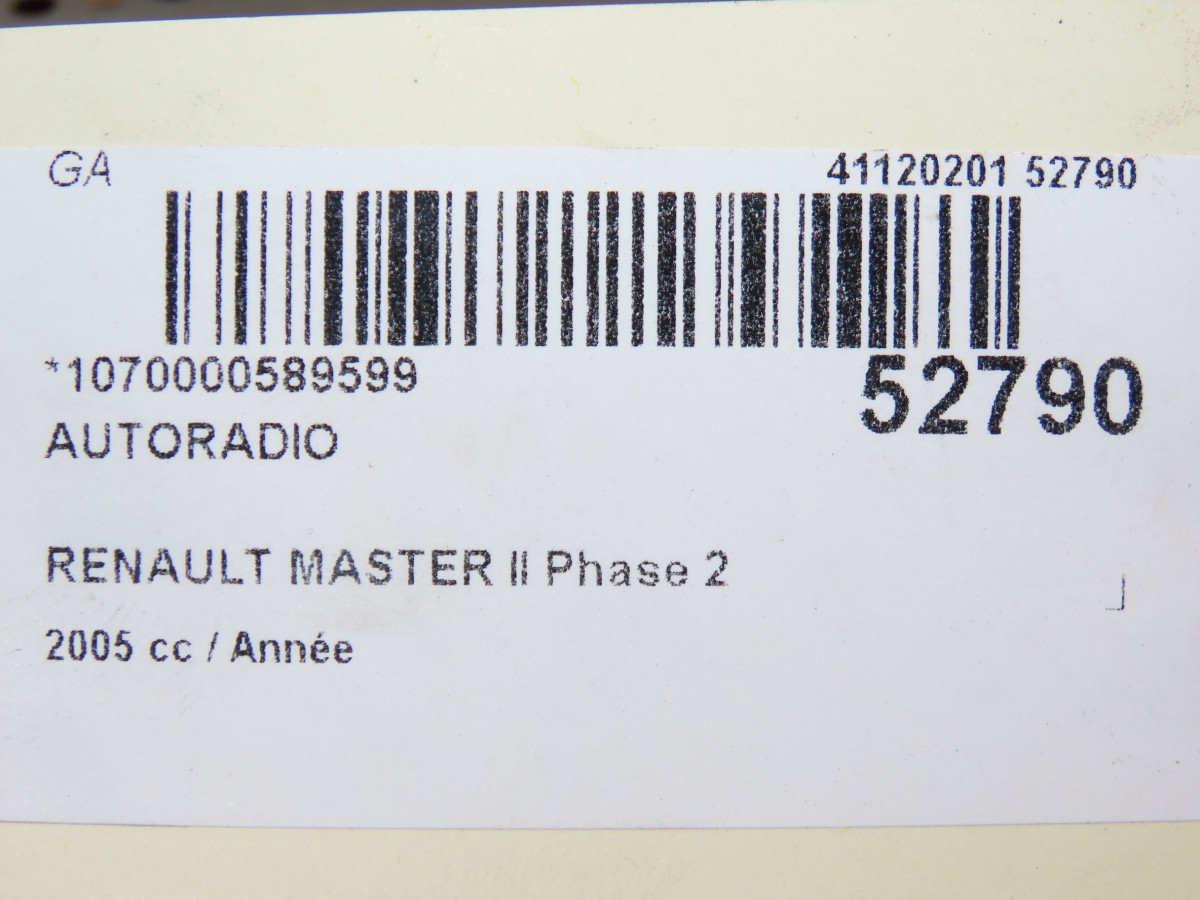 GA 41120201 52790
*1070000589599
52790
AUTORADIO
RENAULT MASTER II Phase 2
2005 cc / Année